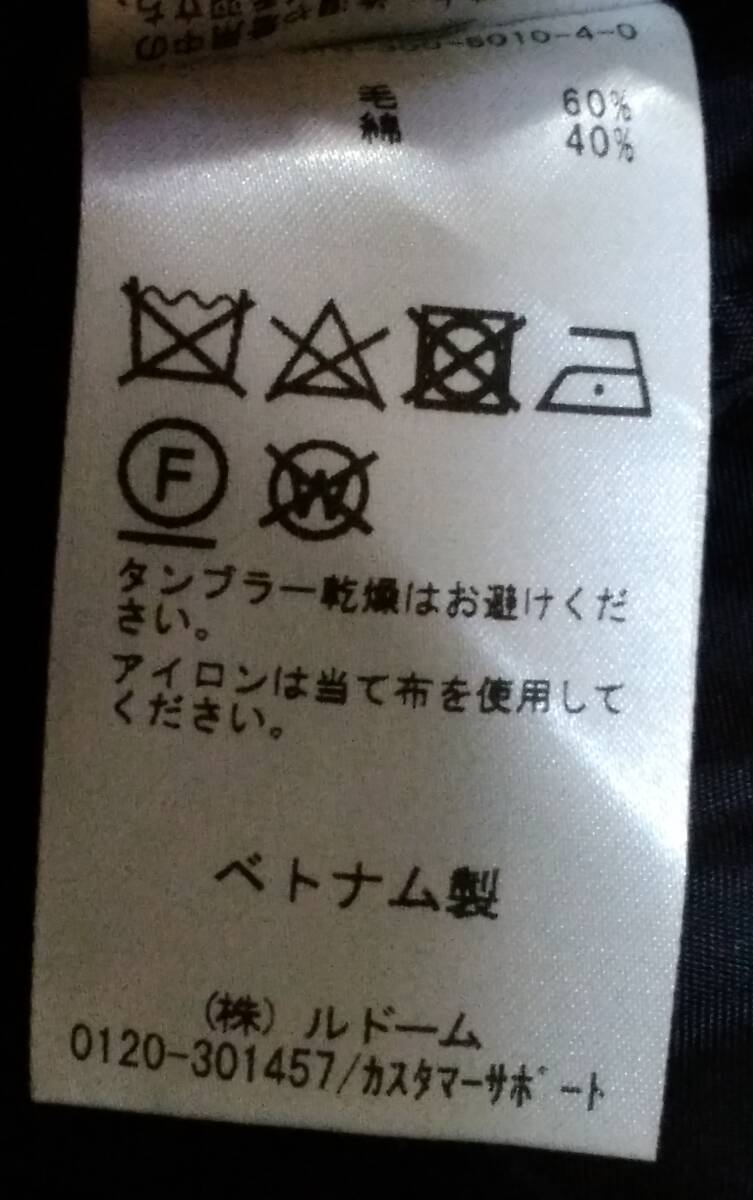 -5010-4-0
毛 60%
綿 40%
F
W
タンブラー乾燥はお避けくだ
さい。
アイロンは当て布を使用して
ください。
ベトナム製
(株) ルドーム
0120-301457/カスタマーサポート